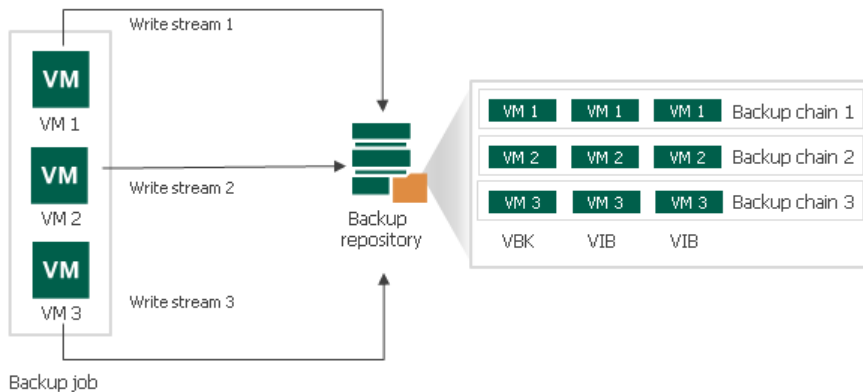 Write stream 1
VM
VM 1
VM
VM 2
Write stream 2
VM
VM 3
Write stream 3
Backup job
Backup
repository
VM 1 VM 1 VM 1 Backup chain 1
VM 2 VM 2 VM 2 Backup chain 2
VM 3 VM 3 VM 3 Backup chain 3
VBK VIB VIB